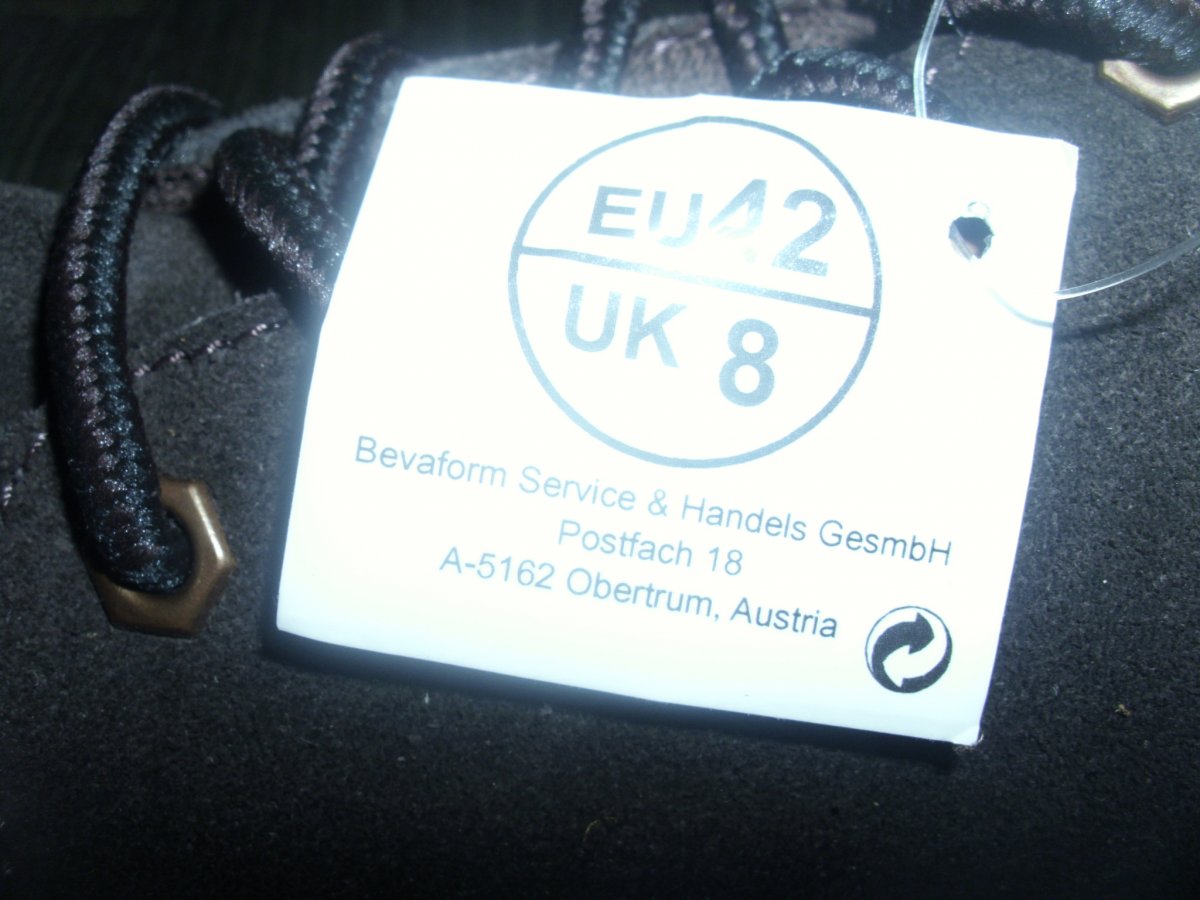 EU 42
UK 8
Bevaform Service & Handels GesmbH
Postfach 18
A-5162 Obertrum, Austria